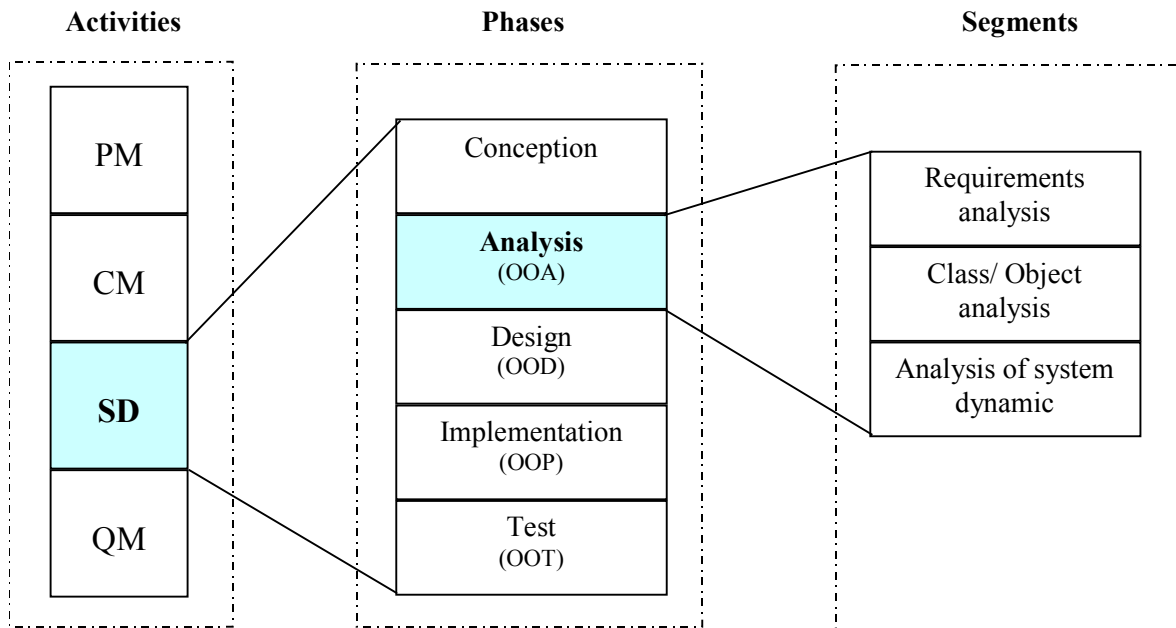 Activities
Phases
Segments
PM
CM
SD
QM
Conception
Analysis
(OOA)
Design
(OOD)
Implementation
(OOP)
Test
(OOT)
Requirements
analysis
Class/ Object
analysis
Analysis of system
dynamic